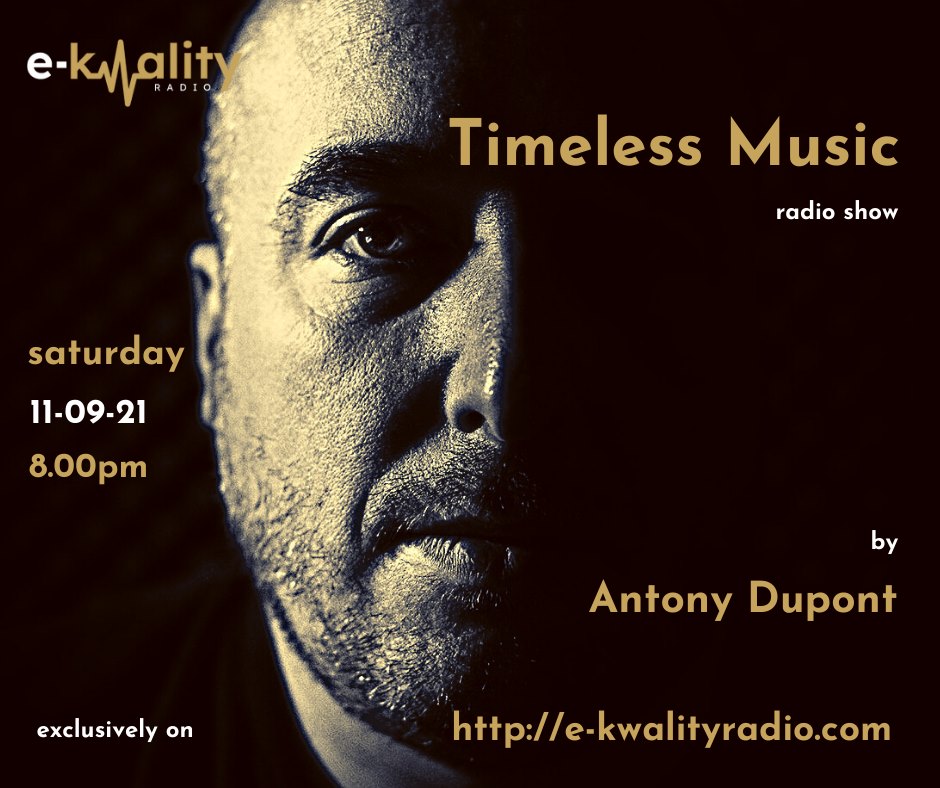 e-kwality
RADIO
Timeless Music
radio show
saturday
11-09-21
8.00pm
by
Antony Dupont
exclusively on
http://e-kwalityradio.com